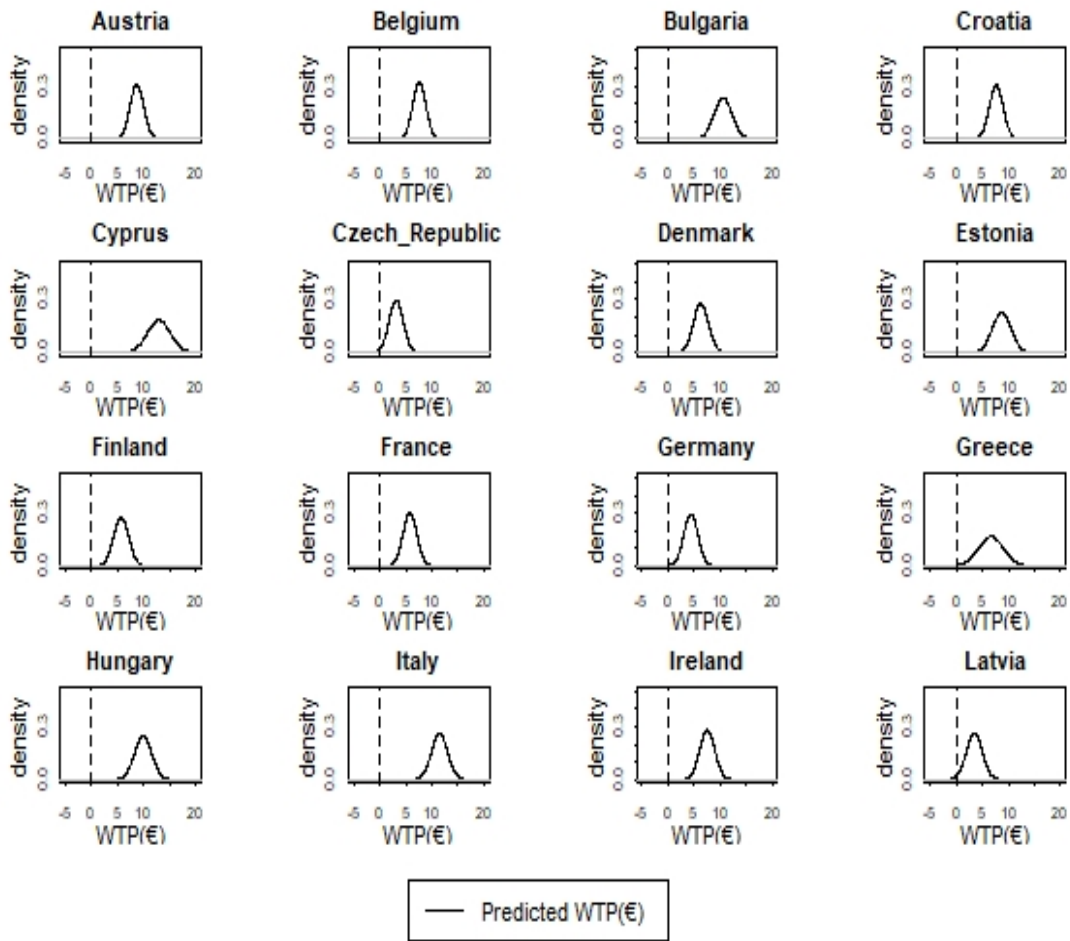 Austria Belgium Bulgaria Croatia
density 0.0 0.3 density 0.0 0.3 density 0.0 0.3 density 0.0 0.3
-5 0 5 10 20 -5 0 5 10 20 -5 0 5 10 20 -5 0 5 10 20
WTP(€) WTP(€) WTP(€) WTP(€)
Cyprus Czech_Republic Denmark Estonia
density 0.0 0.3 density 0.0 0.3 density 0.0 0.3 density 0.0 0.3
-5 0 5 10 20 -5 0 5 10 20 -5 0 5 10 20 -5 0 5 10 20
WTP(€) WTP(€) WTP(€) WTP(€)
Finland France Germany Greece
density 0.0 0.3 density 0.0 0.3 density 0.0 0.3 density 0.0 0.3
-5 0 5 10 20 -5 0 5 10 20 -5 0 5 10 20 -5 0 5 10 20
WTP(€) WTP(€) WTP(€) WTP(€)
Hungary Italy Ireland Latvia
density 0.0 0.3 density 0.0 0.3 density 0.0 0.3 density 0.0 0.3
-5 0 5 10 20 -5 0 5 10 20 -5 0 5 10 20 -5 0 5 10 20
WTP(€) WTP(€) WTP(€) WTP(€)
Predicted WTP(€)